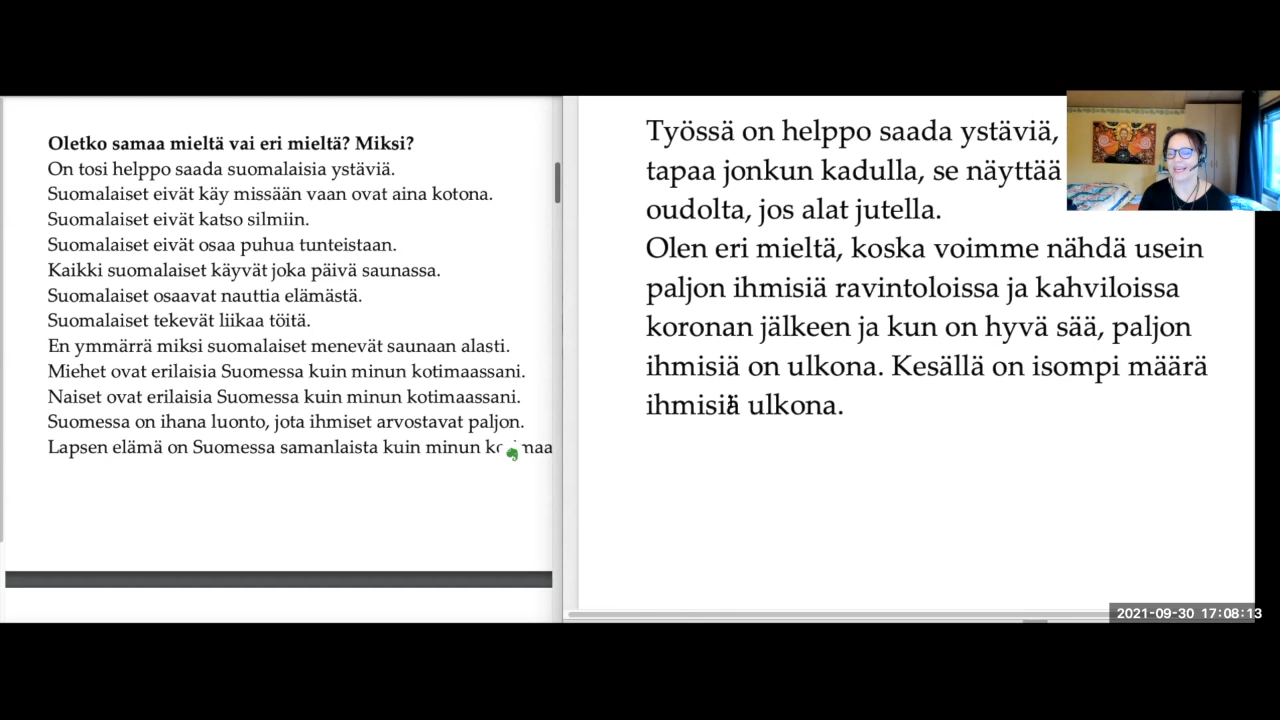 Oletko samaa mieltä vai eri mieltä? Miksi?
On tosi helppo saada suomalaisia ystäviä.
Suomalaiset eivät käy missään vaan ovat aina kotona.
Suomalaiset eivät katso silmiin.
Suomalaiset eivät osaa puhua tunteistaan.
Kaikki suomalaiset käyvät joka päivä saunassa.
Suomalaiset osaavat nauttia elämästä.
Suomalaiset tekevät liikaa töitä.
En ymmärrä miksi suomalaiset menevät saunaan alasti.
Miehet ovat erilaisia Suomessa kuin minun kotimaassani.
Naiset ovat erilaisia Suomessa kuin minun kotimaassani.
Suomessa on ihana luonto, jota ihmiset arvostavat paljon.
Lapsen elämä on Suomessa samanlaista kuin minun
Työssä on helppo saada ystäviä,
tapaa jonkun kadulla, se näyttää
oudolta, jos alat jutella.
Olen eri mieltä, koska voimme nähdä usein
paljon ihmisiä ravintoloissa ja kahviloissa
koronan jälkeen ja kun on hyvä sää, paljon
ihmisiä on ulkona. Kesällä on isompi määrä
ihmisiä ulkona.
2021-09-30 17:08:13